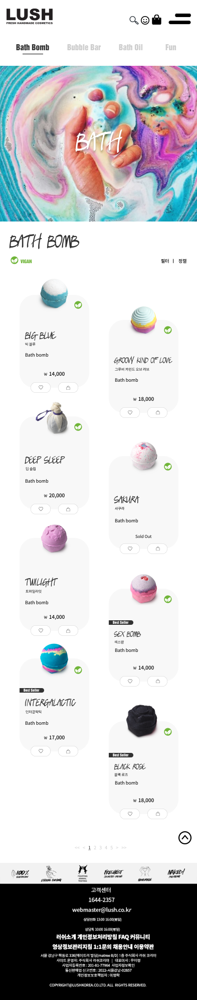 LUSH
FRESH HANDMADE COSMETICS
Bath Bomb Bubble Bar Bath Oil Fun
BATH
BATH BOMB
VIGAN
필터 | 정렬
BIG BLUE
빅 블루
Bath bomb
₩ 14,000
GROOVY KIND OF LOVE
그루비 카인드 오브 러브
Bath bomb
₩ 18,000
DEEP SLEEP
딥 슬립
Bath bomb
₩ 20,000
SAKURA
사쿠라
Bath bomb
Sold Out
TWILIGHT
트와일라잇
Bath bomb
₩ 14,000
Best Seller
SEX BOMB
섹스밤
Bath bomb
₩ 14,000
Best Seller
INTERGALACTIC
인터갈락틱
Bath bomb
₩ 17,000
Best Seller
BLACK ROSE
블랙 로즈
Bath bomb
₩ 18,000
<< < 1 2 3 4 5 > >>
100%
VEGETARIAN
ETHICAL BUYING
FIGHTING
ANIMAL
TESTING
FRESHEST
COSMETICS ONLINE
HANDMADE
NAKED!
PACKAGING
고객센터
1644-2357
webmaster@lush.co.kr
상담전화 13:00 16:00(평일)
상담톡 10:00 16:00(평일)
러쉬소개 개인정보처리방침 FAQ 커뮤니티
영상정보관리지침 1:1문의 채용안내 이용약관
서울 강남구 학동로 336(메이트리 빌딩(matree B/D) 1층 주식회사 러쉬 코리아
사이트 운영자: 주식회사 러쉬코리아 | 대표이사 : 우미령
사업자등록번호 : 201-81-77964 사업자정보확인
통신판매업 신고번호 : 2022-서울강남-02857
개인정보보호책임자 : 이명학
COPYRIGHT@LUSHKOREA.CO.LTD. ALL RIGHTS RESERVED.